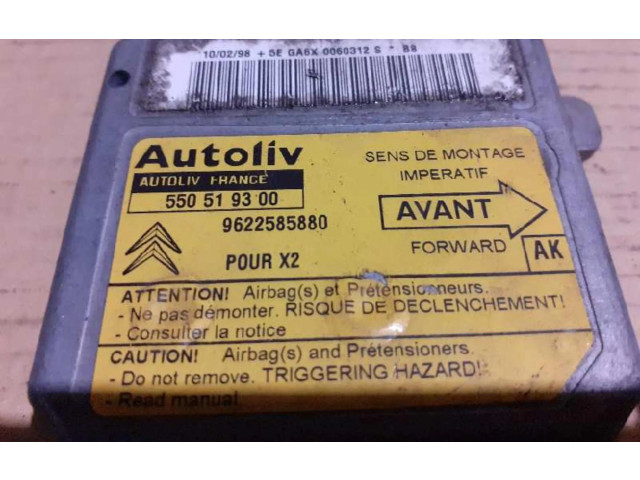 10/02/98 + 5E GA6X 0060312 S * B8
Autoliv
AUTOLIV FRANCE
550 51 93 00
9622585880
POUR X2
SENS DE MONTAGE
IMPERATIF
AVANT
FORWARD
AK
ATTENTION! Airbag(s) et Prétensionneurs.
- Ne pas démonter. RISQUE DE DECLENCHEMENT!
- Consulter la notice
CAUTION! Airbag(s) and Prétensioners.
- Do not remove. TRIGGERING HAZARD!
- Read manual